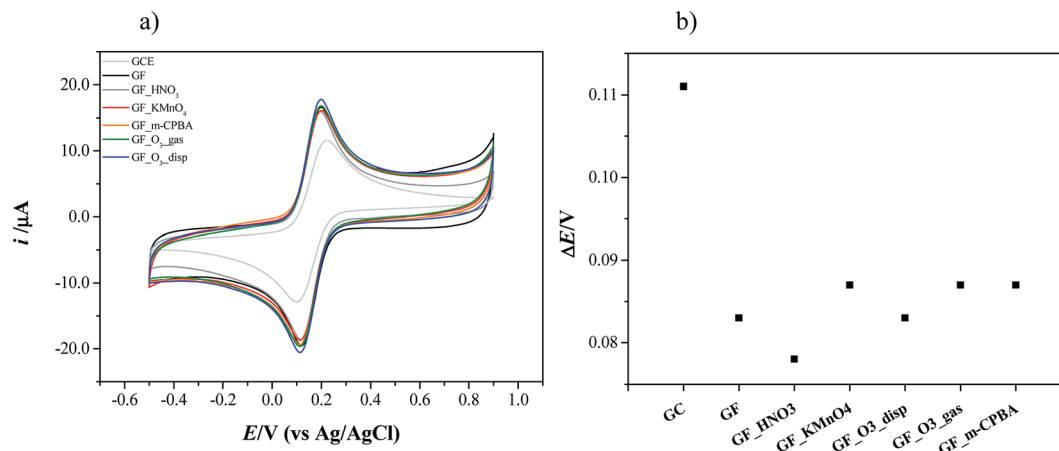 a)
GCE
GF
GF_HNO₃
GF_KMnO₄
GF_m-CPBA
GF_O₃_gas
GF_O₃_disp
20.0
10.0
0.0
-10.0
-20.0
i /µA
-0.6 -0.4 -0.2 0.0 0.2 0.4 0.6 0.8 1.0
E/V (vs Ag/AgCl)
b)
0.11
0.10
0.09
0.08
ΔE/V
GC
GF
GF_HNO3
GF_KMnO4
GF_O3_disp
GF_O3_gas
GF_m-CPBA